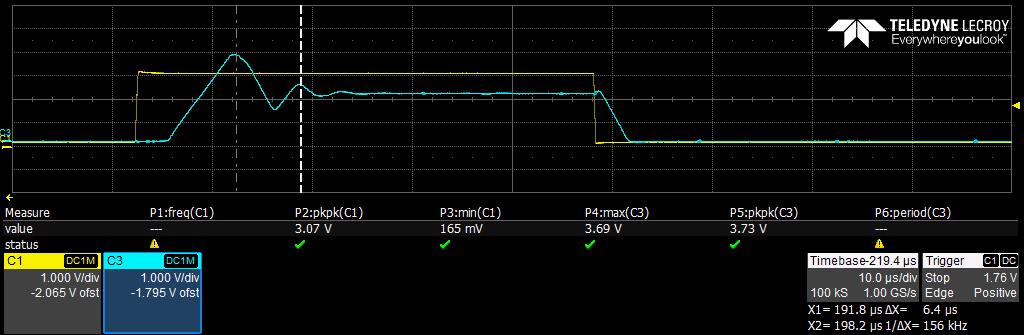 TELEDYNE LECROY
Everywhereyoulook™
C3
Measure P1:freq(C1) P2:pkpk(C1) P3:min(C1) P4:max(C3) P5:pkpk(C3) P6:period(C3)
value --- 3.07 V 165 mV 3.69 V 3.73 V ---
status
C1 DC1M C3 DC1M Timebase-219.4 µs Trigger C1 DC
1.000 V/div 1.000 V/div 10.0 µs/div Stop 1.76 V
-2.065 V ofst -1.795 V ofst 100 kS 1.00 GS/s Edge Positive
X1= 191.8 µs ΔX= 6.4 µs
X2= 198.2 µs 1/ΔX= 156 kHz